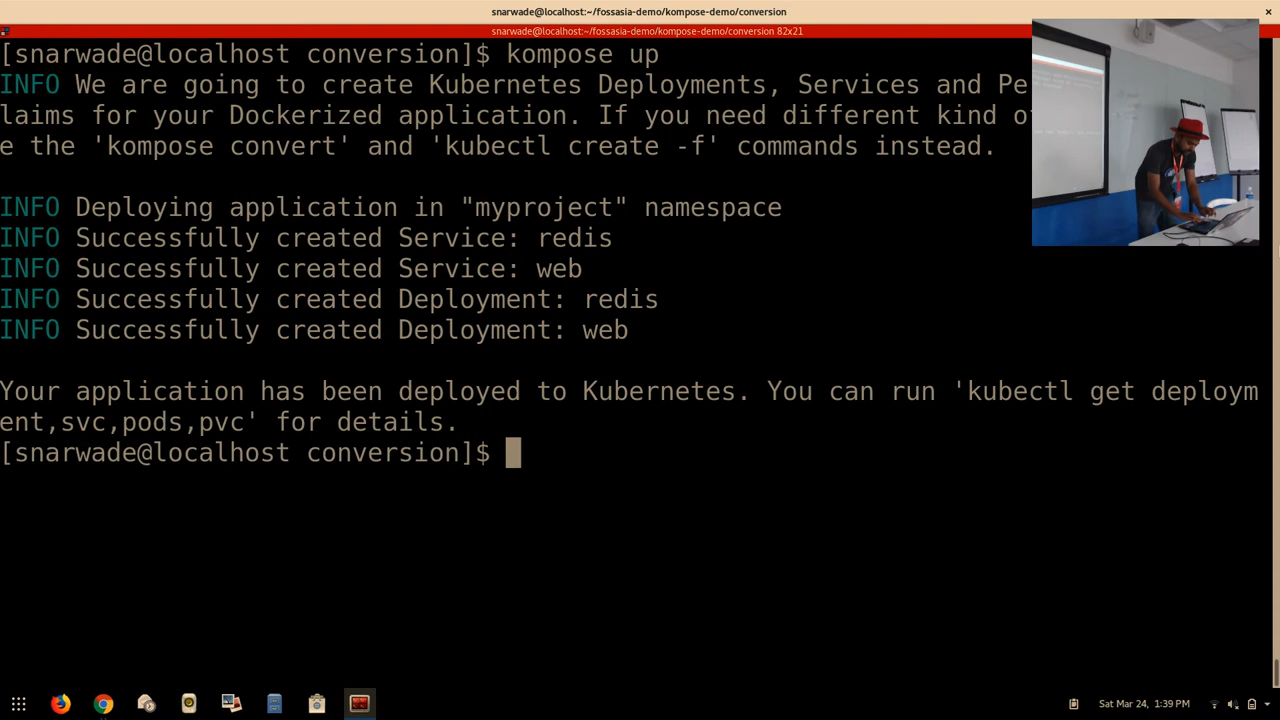 snarwade@localhost:~/fossasia-demo/kompose-demo/conversion
snarwade@localhost:~/fossasia-demo/kompose-demo/conversion 82x21
[snarwade@localhost conversion]$ kompose up
INFO We are going to create Kubernetes Deployments, Services and Pe
laims for your Dockerized application. If you need different kind o
e the 'kompose convert' and 'kubectl create -f' commands instead.
INFO Deploying application in "myproject" namespace
INFO Successfully created Service: redis
INFO Successfully created Service: web
INFO Successfully created Deployment: redis
INFO Successfully created Deployment: web
Your application has been deployed to Kubernetes. You can run 'kubectl get deploym
ent,svc,pods,pvc' for details.
[snarwade@localhost conversion]$
Sat Mar 24, 1:39 PM